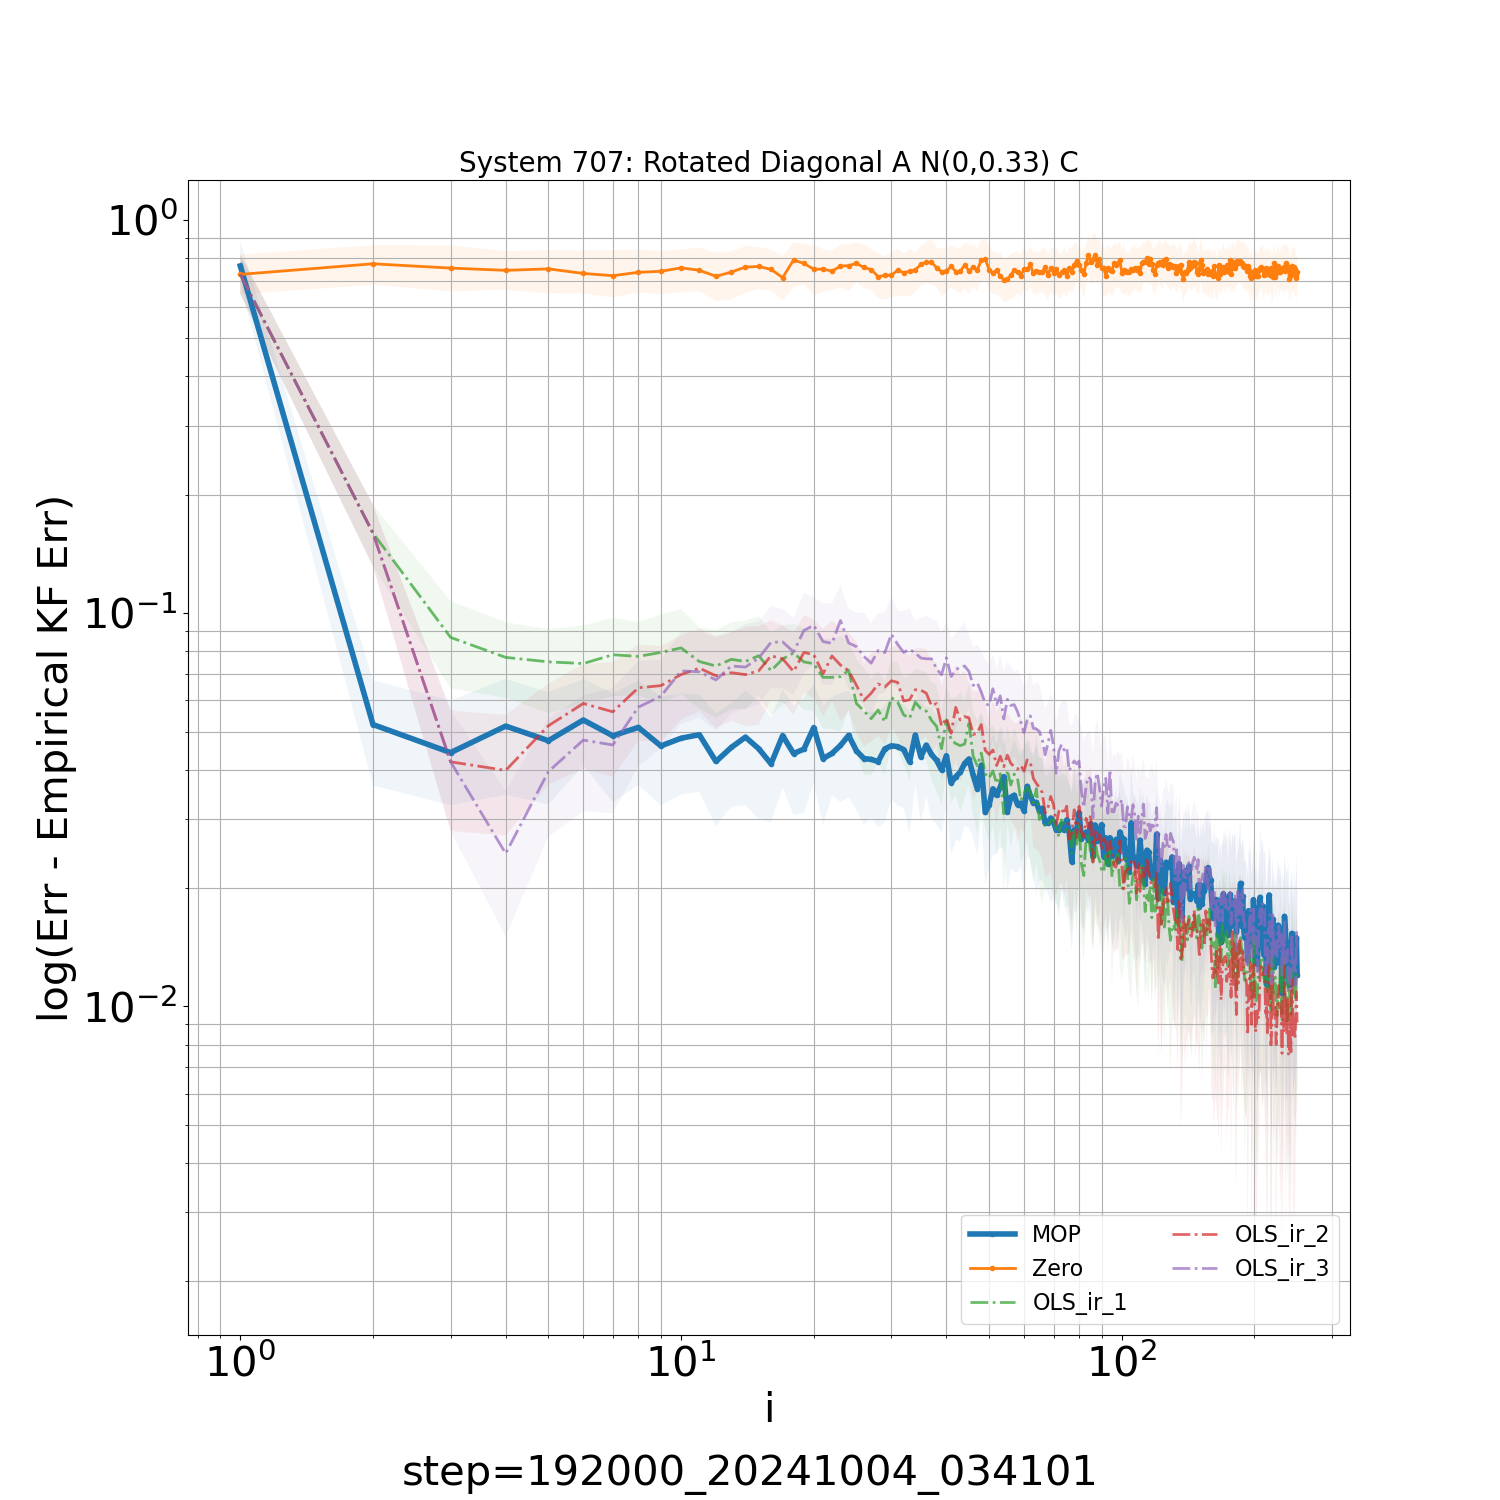 System 707: Rotated Diagonal A N(0,0.33) C
log(Err - Empirical KF Err)
10⁰
10⁻¹
10⁻²
10⁰
10¹
10²
i
MOP
Zero
OLS_ir_1
OLS_ir_2
OLS_ir_3
step=192000_20241004_034101